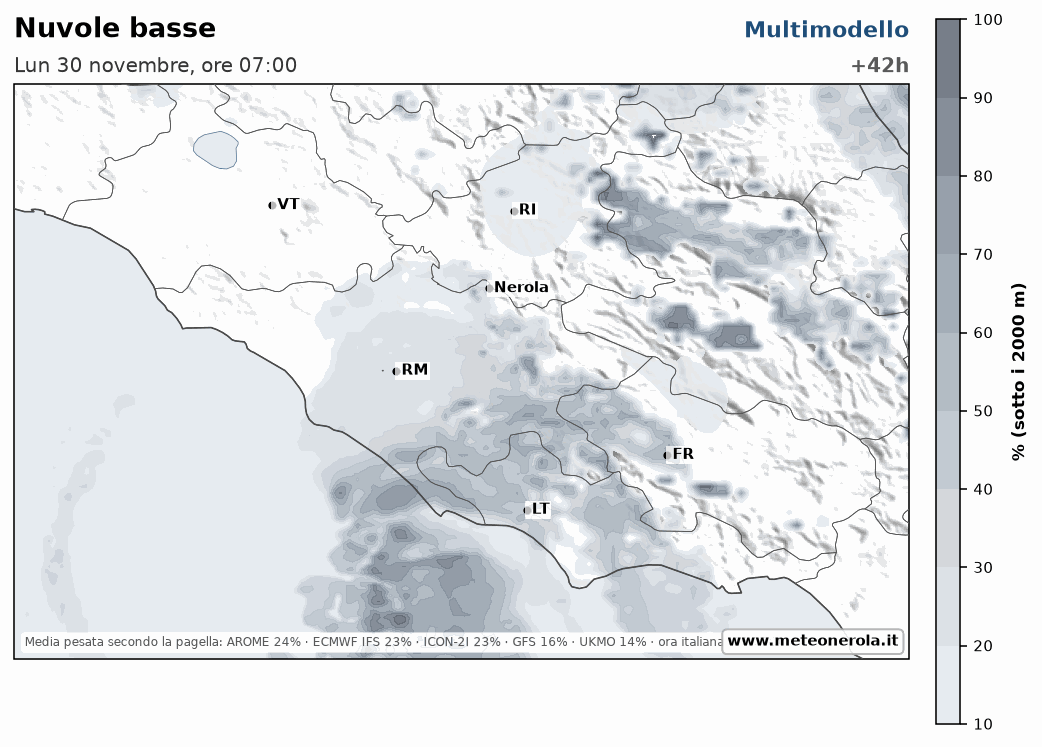 Nuvole basse
Multimodello
Lun 30 novembre, ore 07:00
+42h
VT
RI
Nerola
RM
FR
LT
Media pesata secondo la pagella: AROME 24% · ECMWF IFS 23% · ICON-2I 23% · GFS 16% · UKMO 14% · ora italiana
www.meteonerola.it
100
90
80
70
60
50
40
30
20
10
% (sotto i 2000 m)